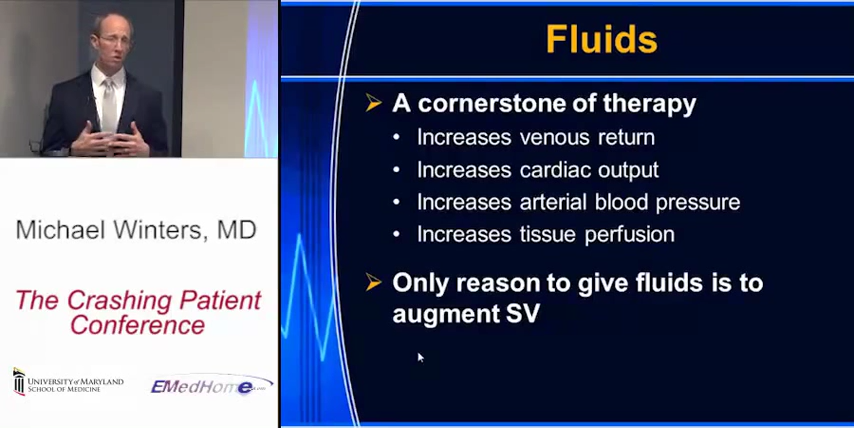 Michael Winters, MD
The Crashing Patient
Conference
UNIVERSITY of MARYLAND
SCHOOL OF MEDICINE
EMedHome
Fluids
A cornerstone of therapy
• Increases venous return
• Increases cardiac output
• Increases arterial blood pressure
• Increases tissue perfusion
Only reason to give fluids is to
augment SV